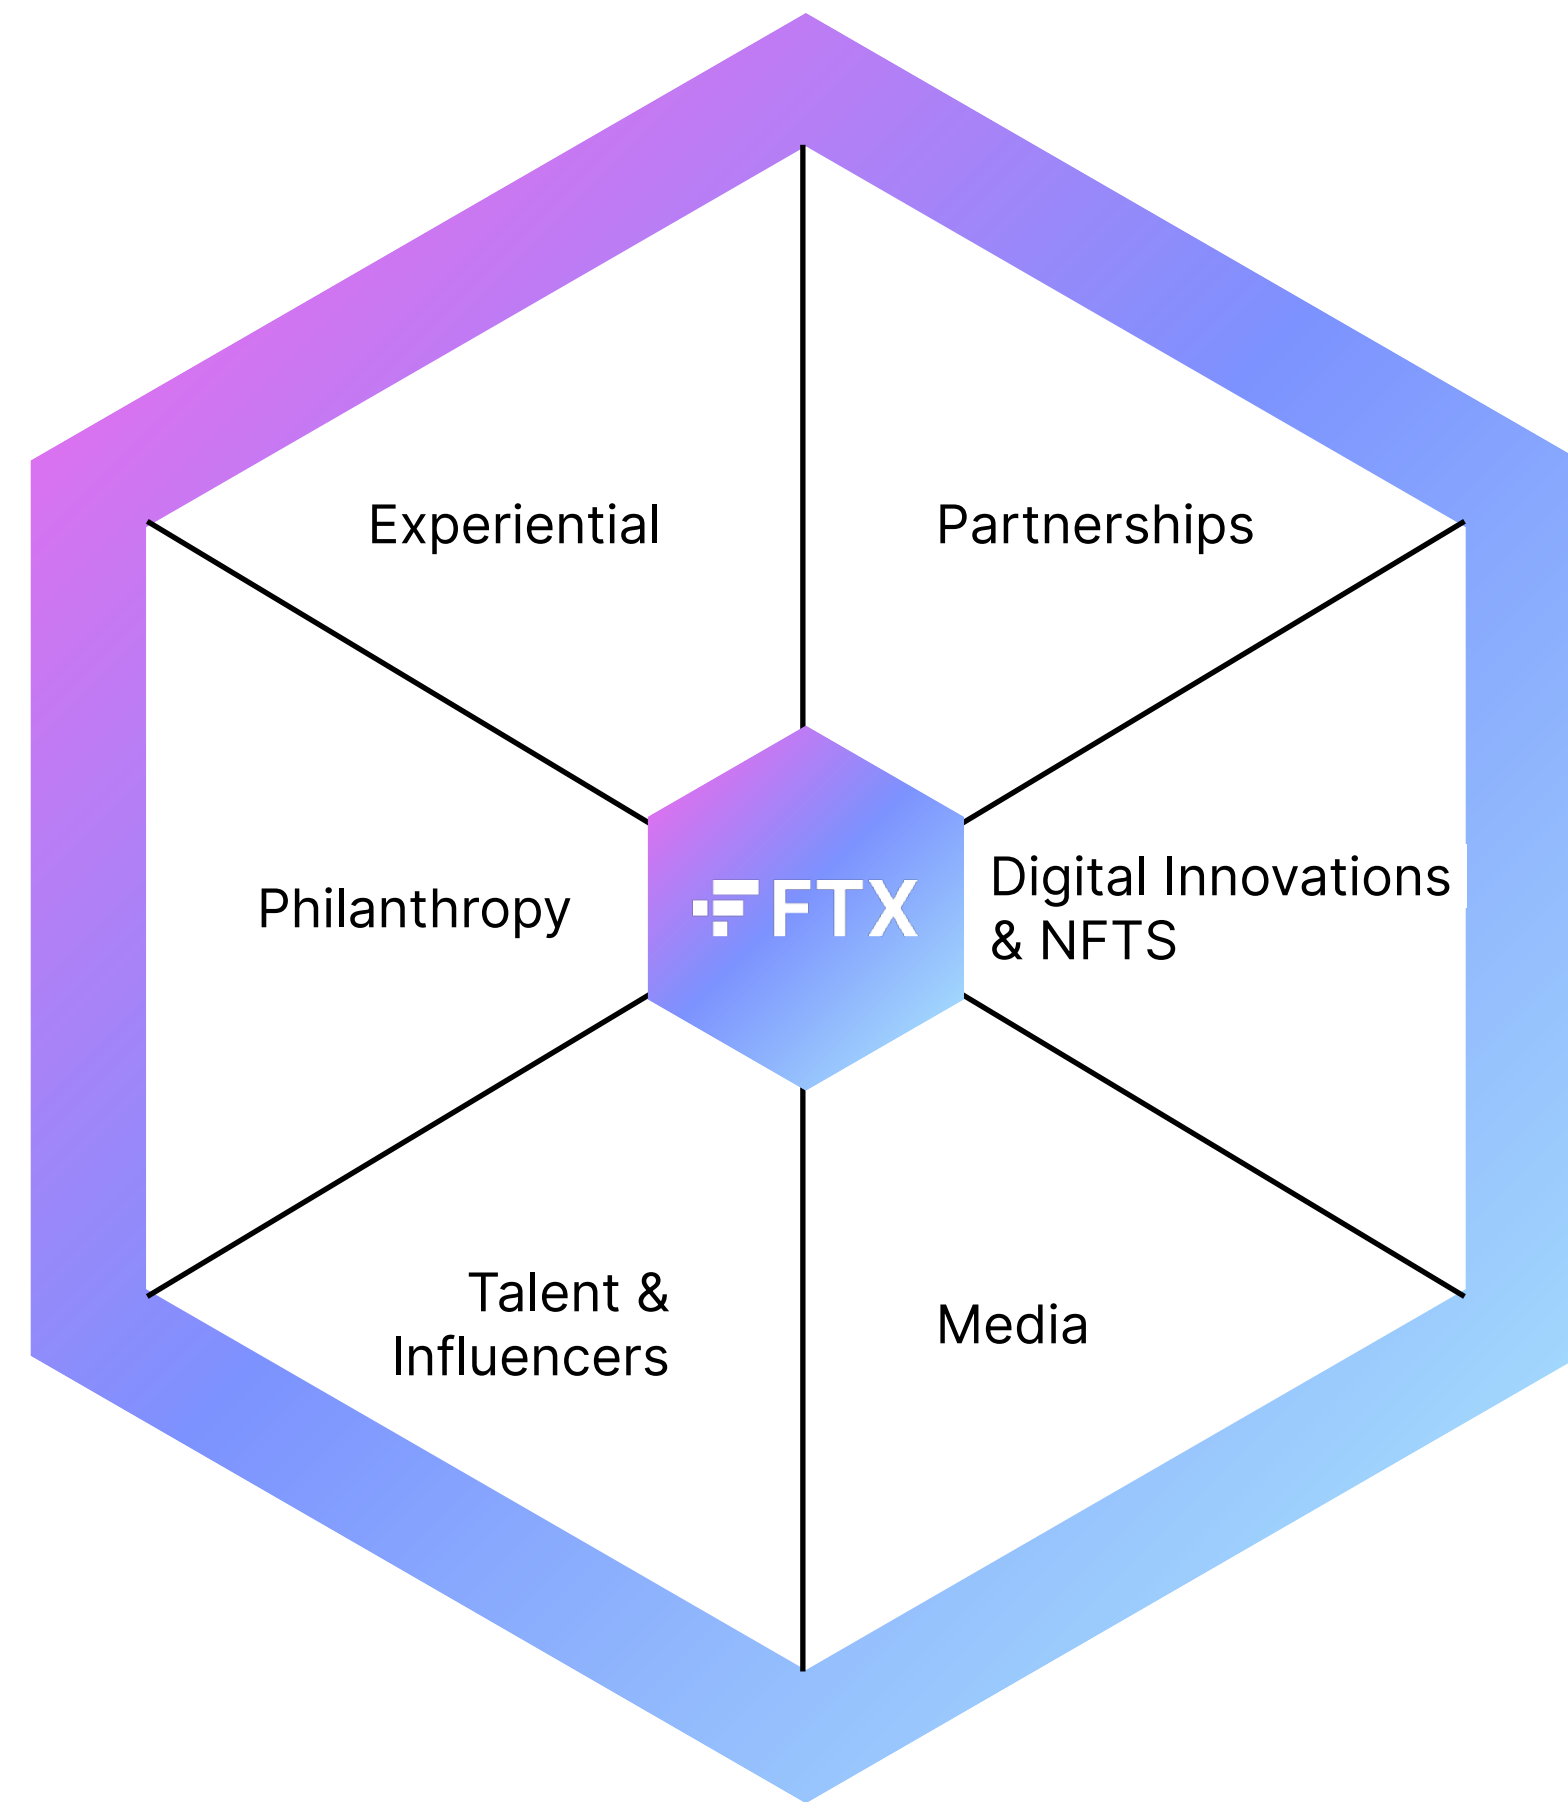 Experiential
Partnerships
Philanthropy
FTX
Digital Innovations
& NFTS
Talent &
Influencers
Media